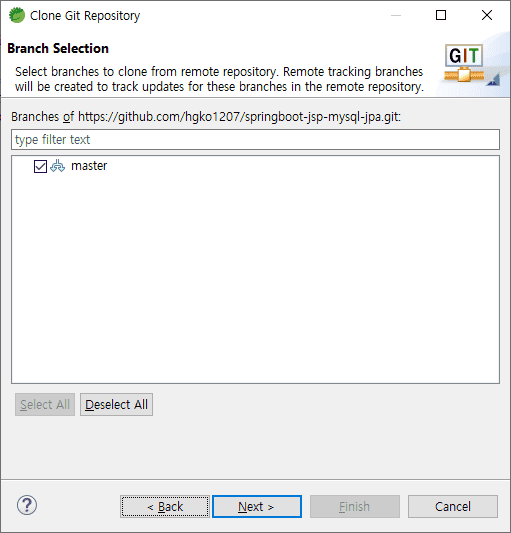 Clone Git Repository
Branch Selection
Select branches to clone from remote repository. Remote tracking branches
will be created to track updates for these branches in the remote repository.
GIT
Branches of https://github.com/hgko1207/springboot-jsp-mysql-jpa.git:
type filter text
master
Select All
Deselect All
?
< Back
Next >
Finish
Cancel